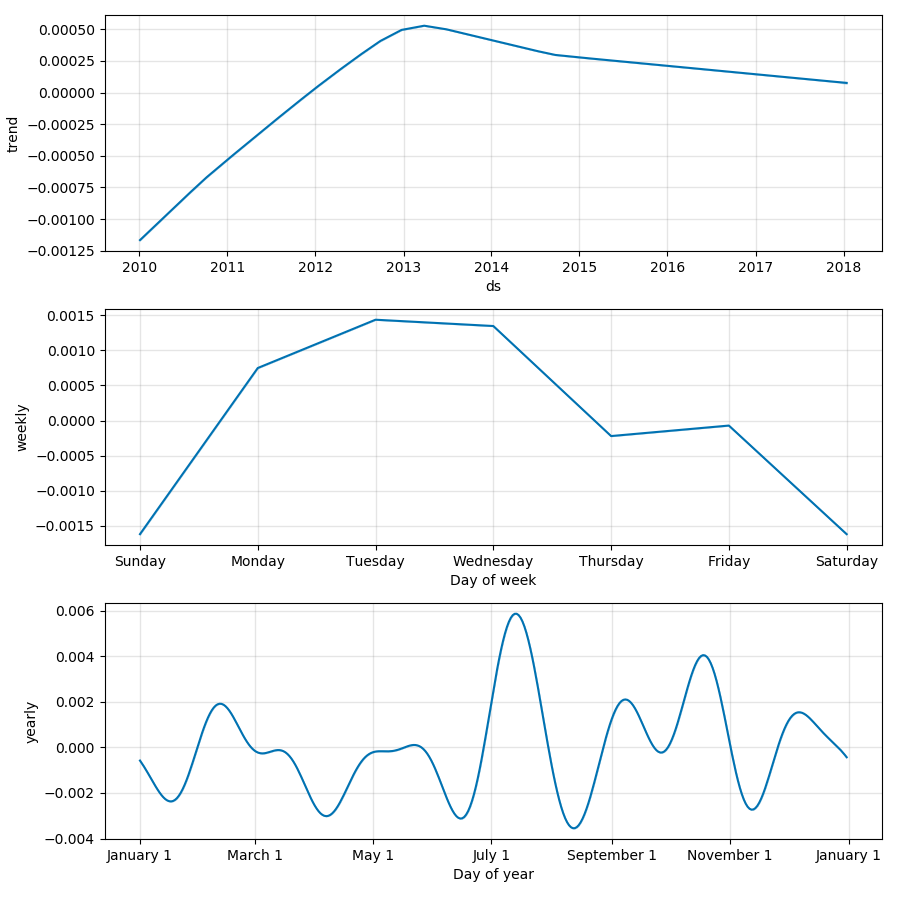 0.00050
0.00025
0.00000
−0.00025
−0.00050
−0.00075
−0.00100
−0.00125
trend
2010 2011 2012 2013 2014 2015 2016 2017 2018
ds
0.0015
0.0010
0.0005
0.0000
−0.0005
−0.0010
−0.0015
weekly
Sunday Monday Tuesday Wednesday Thursday Friday Saturday
Day of week
0.006
0.004
0.002
0.000
−0.002
−0.004
yearly
January 1 March 1 May 1 July 1 September 1 November 1 January 1
Day of year